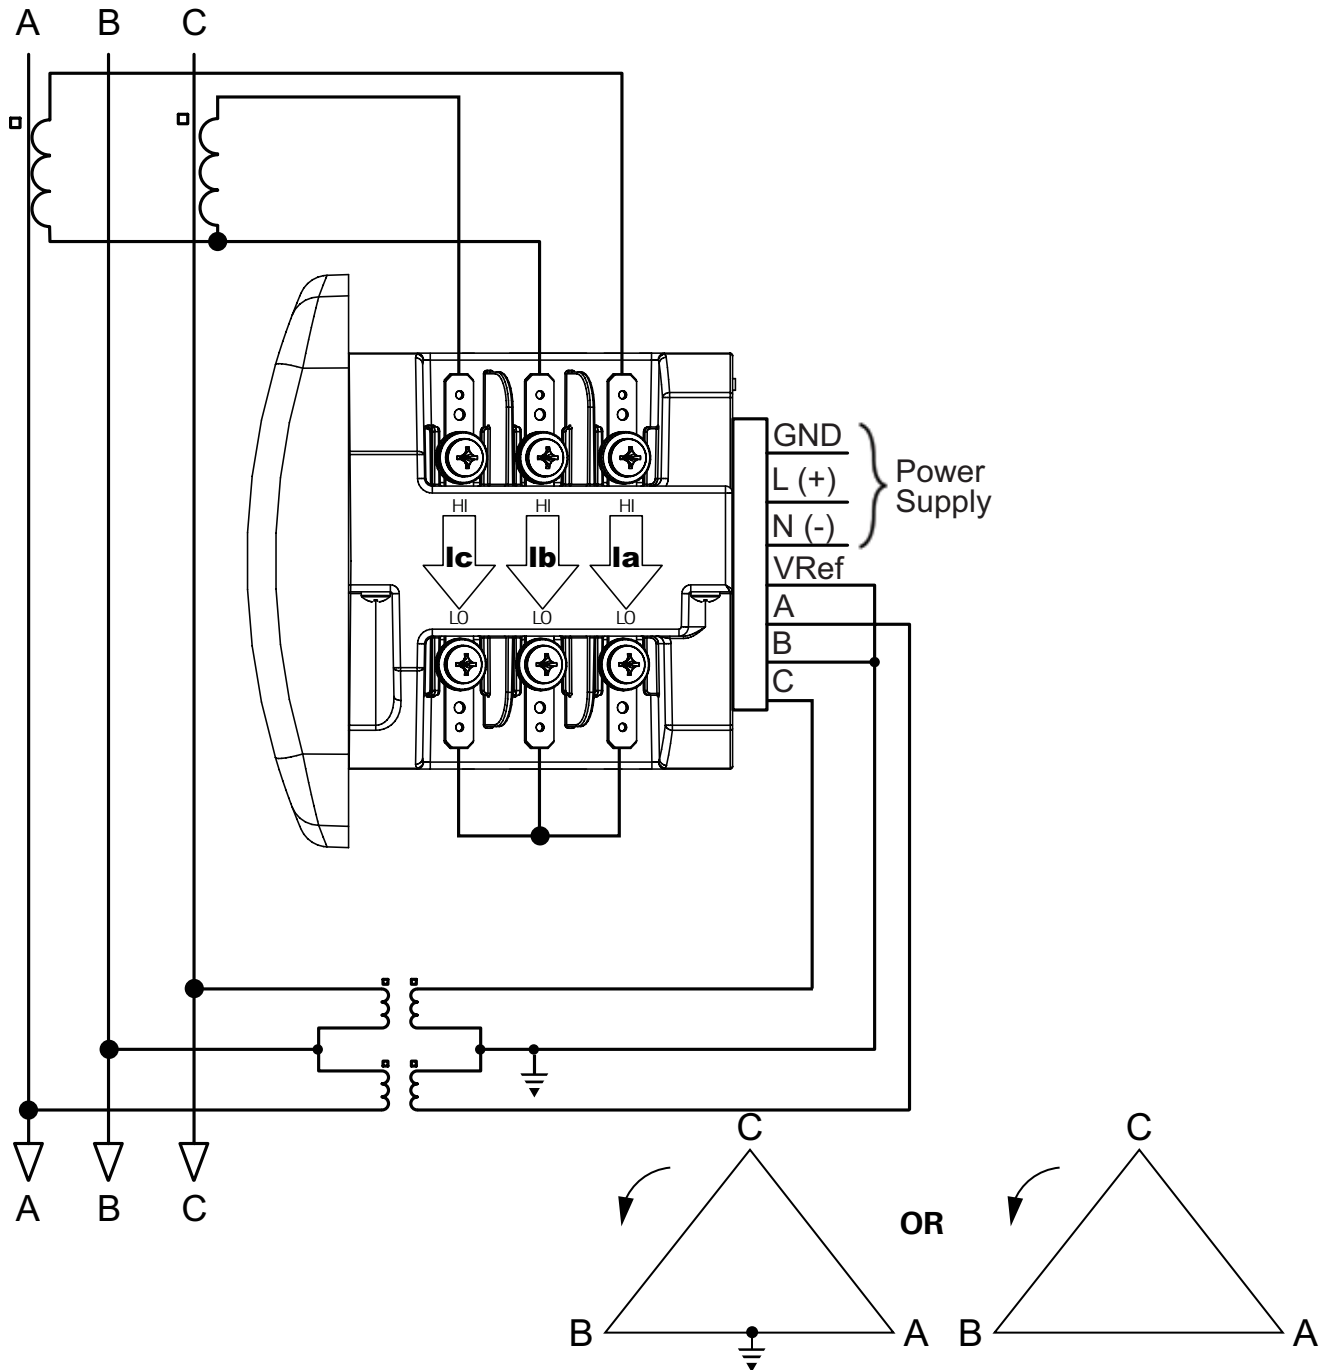 A B C
GND
L (+)
N (-)
Power
Supply
HI HI HI
Ic Ib Ia
LO LO LO
VRef
A
B
C
A B C
C
B A
OR
C
B A